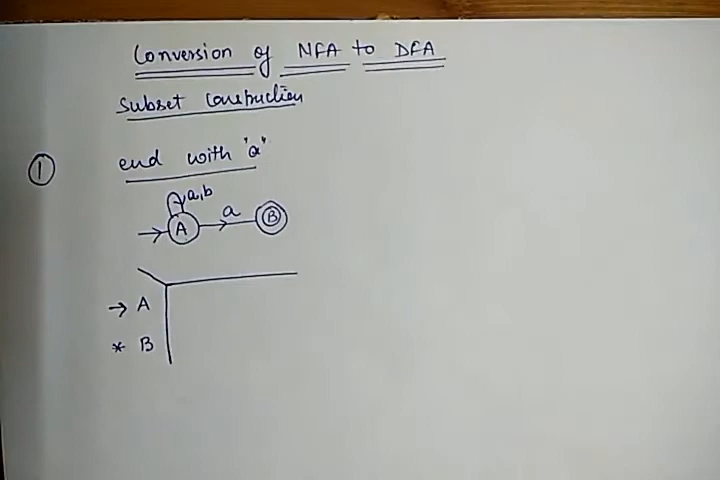 Conversion of NFA to DFA
Subset construction
① end with "a"
a,b
A a B
→ A
* B